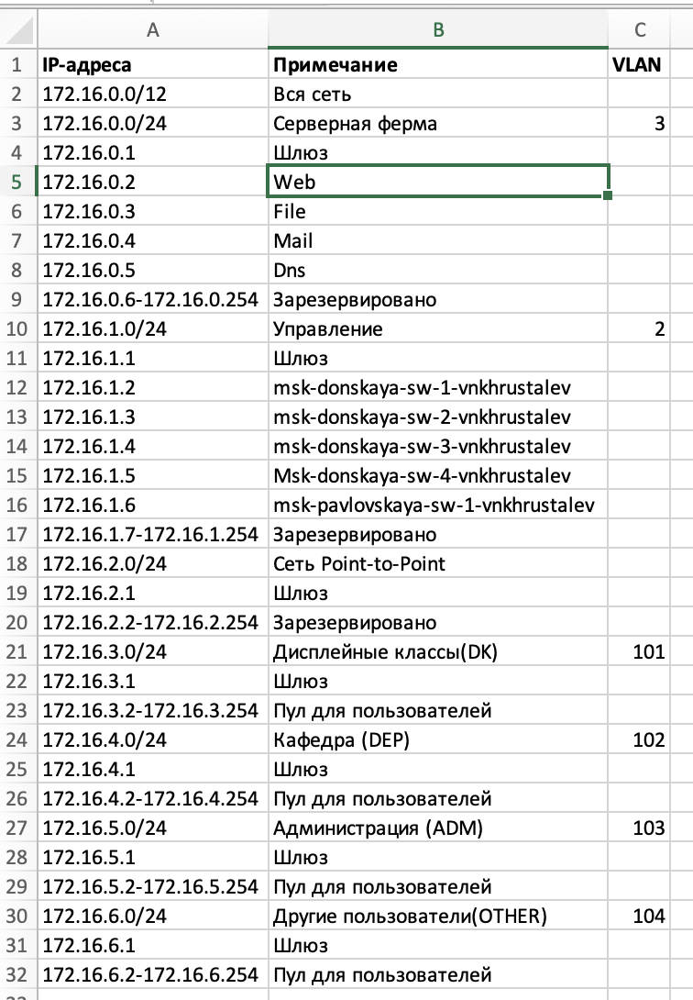 A B C
1 IP-адреса Примечание VLAN
2 172.16.0.0/12 Вся сеть
3 172.16.0.0/24 Серверная ферма 3
4 172.16.0.1 Шлюз
5 172.16.0.2 Web
6 172.16.0.3 File
7 172.16.0.4 Mail
8 172.16.0.5 Dns
9 172.16.0.6-172.16.0.254 Зарезервировано
10 172.16.1.0/24 Управление 2
11 172.16.1.1 Шлюз
12 172.16.1.2 msk-donskaya-sw-1-vnkhrustalev
13 172.16.1.3 msk-donskaya-sw-2-vnkhrustalev
14 172.16.1.4 msk-donskaya-sw-3-vnkhrustalev
15 172.16.1.5 Msk-donskaya-sw-4-vnkhrustalev
16 172.16.1.6 msk-pavlovskaya-sw-1-vnkhrustalev
17 172.16.1.7-172.16.1.254 Зарезервировано
18 172.16.2.0/24 Сеть Point-to-Point
19 172.16.2.1 Шлюз
20 172.16.2.2-172.16.2.254 Зарезервировано
21 172.16.3.0/24 Дисплейные классы(DK) 101
22 172.16.3.1 Шлюз
23 172.16.3.2-172.16.3.254 Пул для пользователей
24 172.16.4.0/24 Кафедра (DEP) 102
25 172.16.4.1 Шлюз
26 172.16.4.2-172.16.4.254 Пул для пользователей
27 172.16.5.0/24 Администрация (ADM) 103
28 172.16.5.1 Шлюз
29 172.16.5.2-172.16.5.254 Пул для пользователей
30 172.16.6.0/24 Другие пользователи(OTHER) 104
31 172.16.6.1 Шлюз
32 172.16.6.2-172.16.6.254 Пул для пользователей